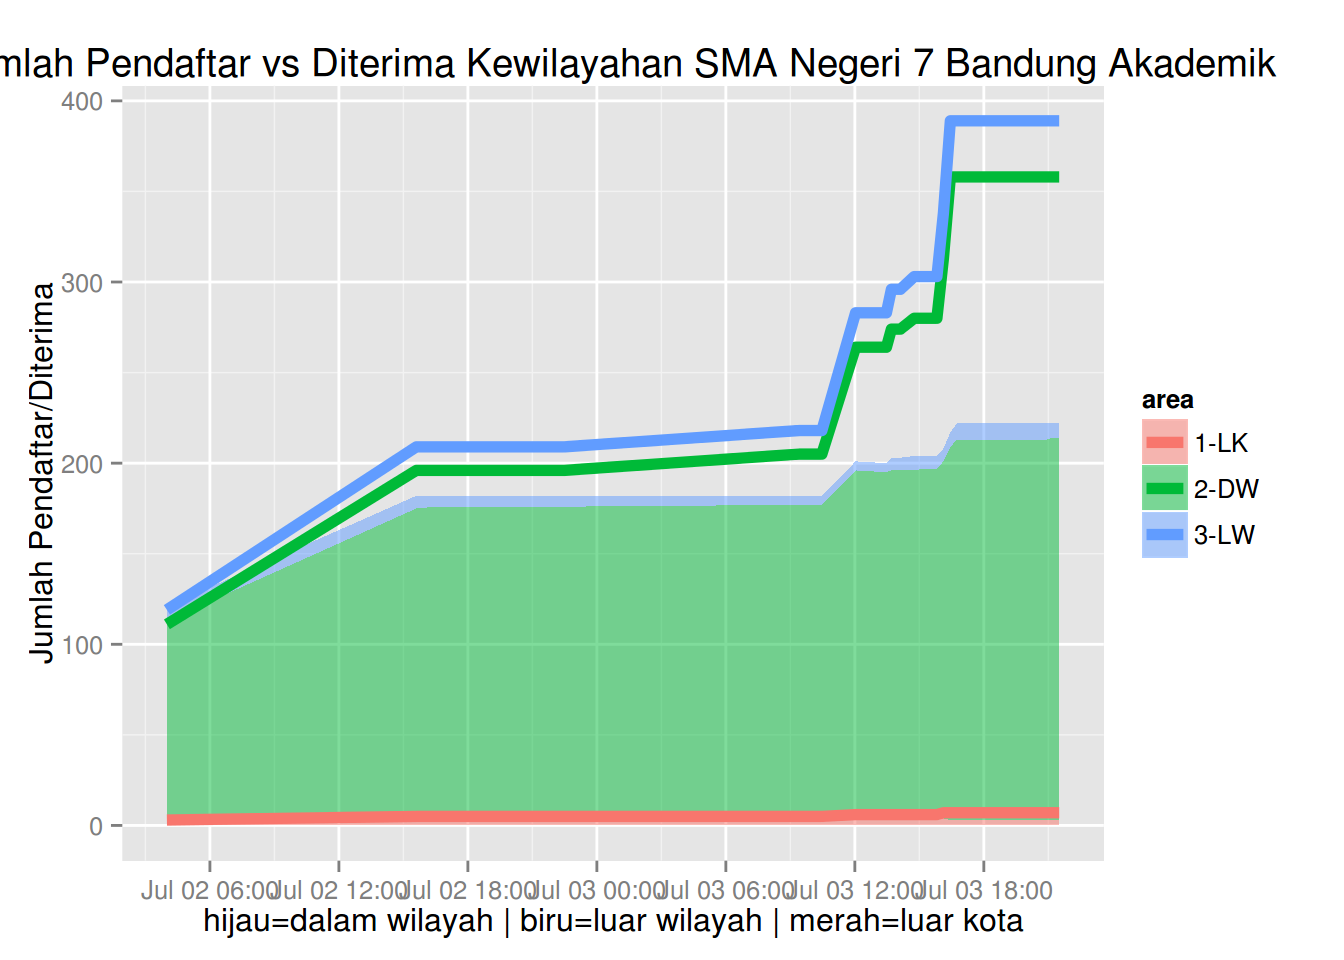 mlah Pendaftar vs Diterima Kewilayahan SMA Negeri 7 Bandung Akademik
400
300
200
100
0
Jumlah Pendaftar/Diterima
Jul 02 06:00 Jul 02 12:00 Jul 02 18:00 Jul 03 00:00 Jul 03 06:00 Jul 03 12:00 Jul 03 18:00
hijau=dalam wilayah | biru=luar wilayah | merah=luar kota
area
1-LK
2-DW
3-LW